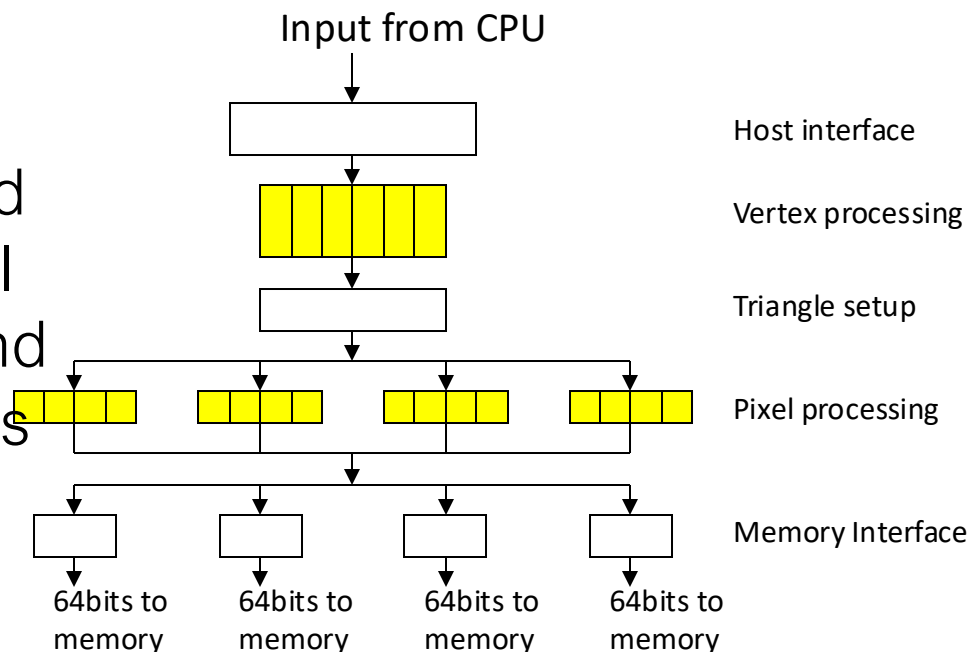 Input from CPU
Host interface
d
Vertex processing
l
Triangle setup
nd
Pixel processing
s
Memory Interface
64bits to
memory
64bits to
memory
64bits to
memory
64bits to
memory